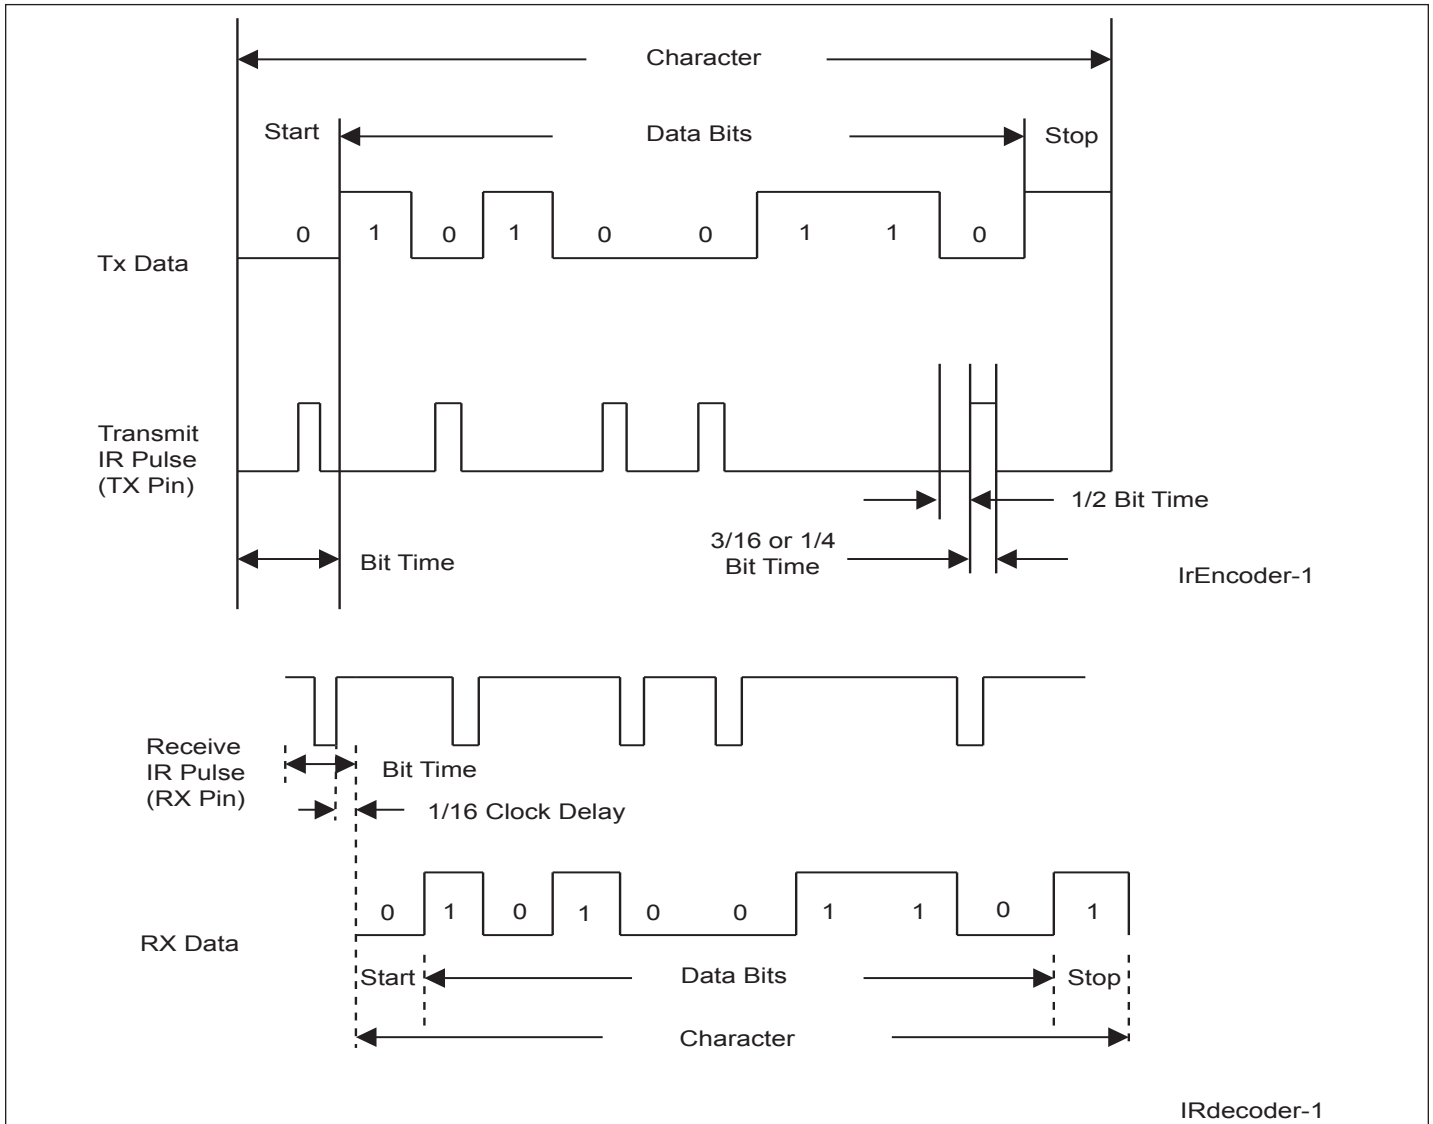 Character
Start Data Bits Stop
0 1 0 1 0 0 1 1 0
Tx Data
Transmit
IR Pulse
(TX Pin)
1/2 Bit Time
3/16 or 1/4
Bit Time
Bit Time
IrEncoder-1
Receive
IR Pulse
(RX Pin)
Bit Time
1/16 Clock Delay
0 1 0 1 0 0 1 1 0 1
RX Data
Start Data Bits Stop
Character
IRdecoder-1